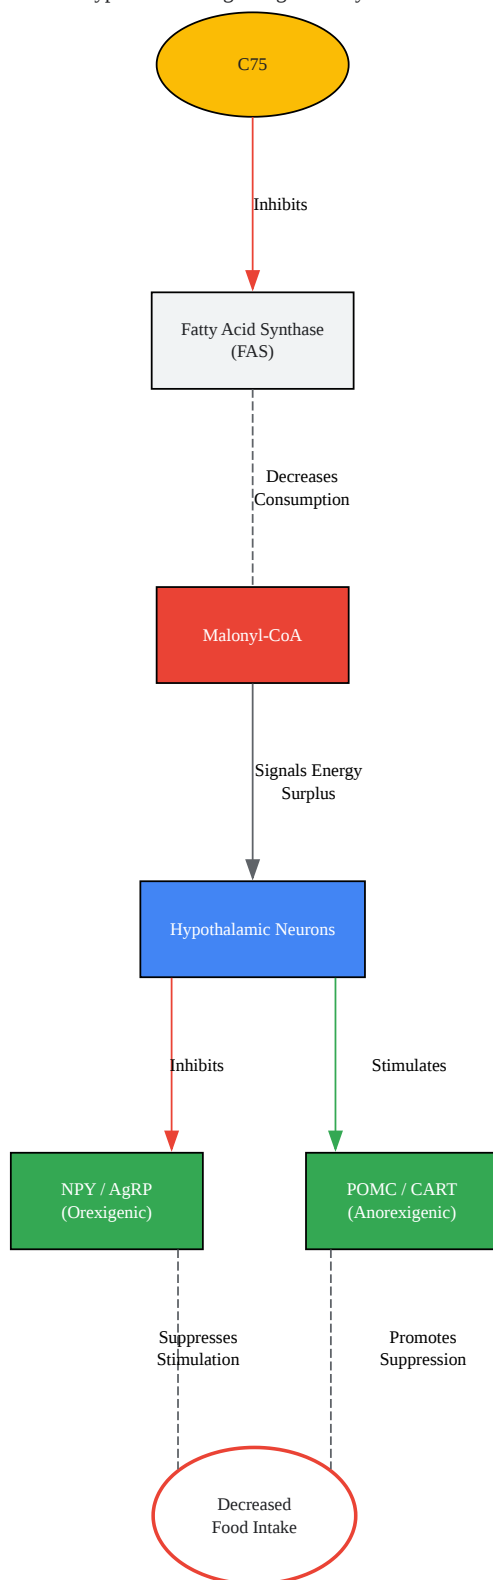 C75
Inhibits
Fatty Acid Synthase
(FAS)
Decreases
Consumption
Malonyl-CoA
Signals Energy
Surplus
Hypothalamic Neurons
Inhibits
Stimulates
NPY / AgRP
(Orexigenic)
POMC / CART
(Anorexigenic)
Suppresses
Stimulation
Promotes
Suppression
Decreased
Food Intake